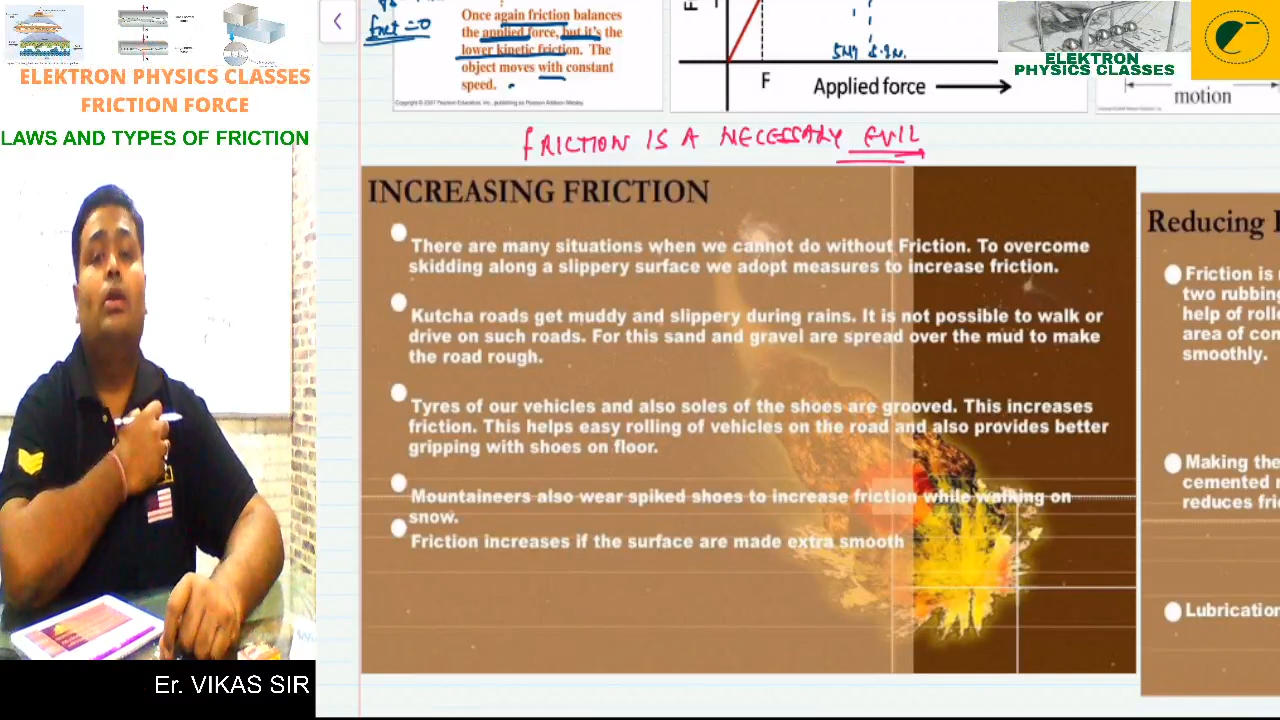 fnet = 0
Once again friction balances
the applied force, but it's the
lower kinetic friction. The
object moves with constant
speed.
F
Applied force
ELEKTRON
PHYSICS CLASSES
motion
ELEKTRON PHYSICS CLASSES
FRICTION FORCE
LAWS AND TYPES OF FRICTION
FRICTION IS A NECESSARY EVIL
INCREASING FRICTION
There are many situations when we cannot do without Friction. To overcome
skidding along a slippery surface we adopt measures to increase friction.
Kutcha roads get muddy and slippery during rains. It is not possible to walk or
drive on such roads. For this sand and gravel are spread over the mud to make
the road rough.
Tyres of our vehicles and also soles of the shoes are grooved. This increases
friction. This helps easy rolling of vehicles on the road and also provides better
gripping with shoes on floor.
Mountaineers also wear spiked shoes to increase friction while walking on
snow.
Friction increases if the surface are made extra smooth
Reducing
Friction is
two rubbing
help of
area of
smoothly.
Making the
cemented
reduces
Lubrication
Er. VIKAS SIR